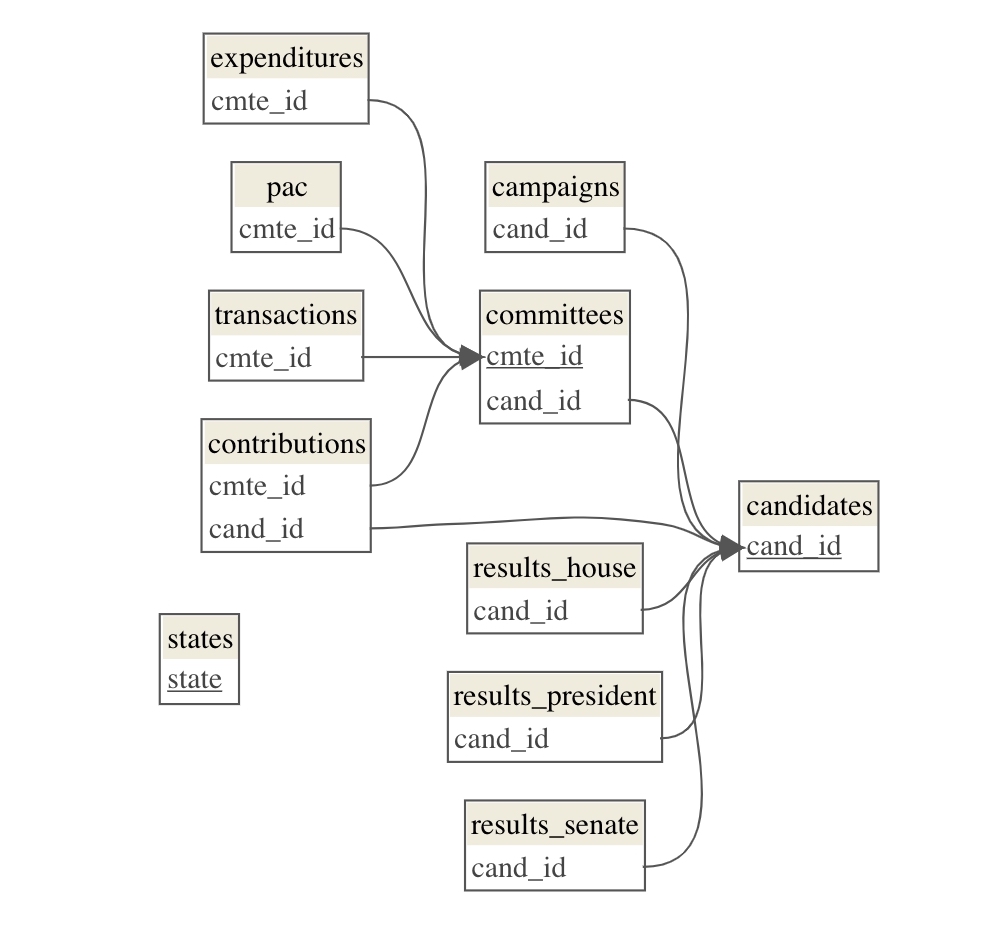 expenditures
cmte_id
pac
cmte_id
campaigns
cand_id
transactions
cmte_id
committees
cmte_id
cand_id
contributions
cmte_id
cand_id
candidates
cand_id
results_house
cand_id
states
state
results_president
cand_id
results_senate
cand_id